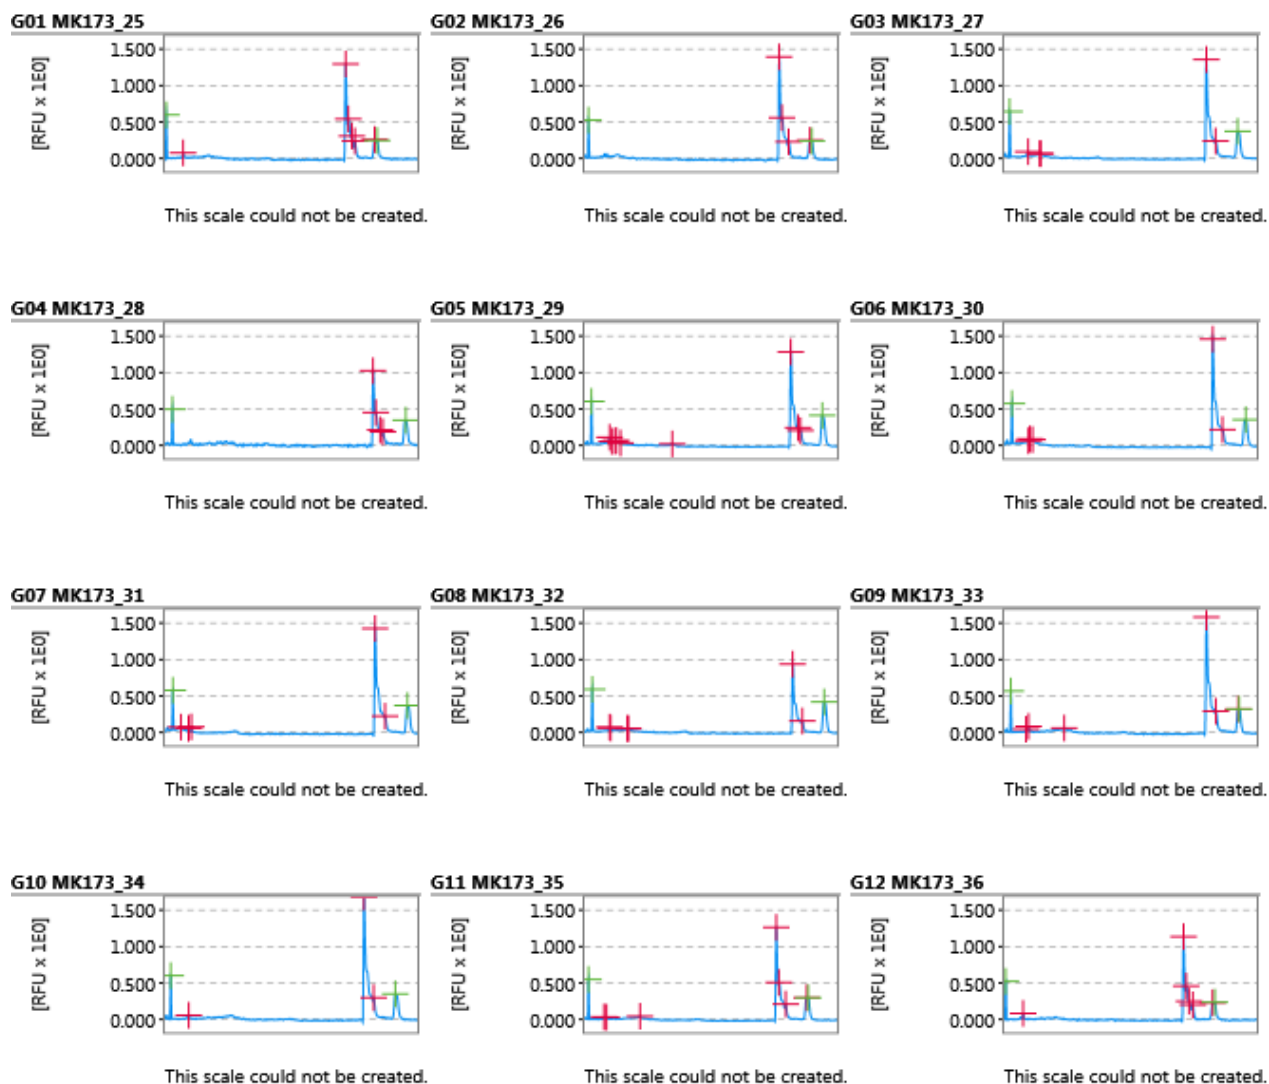 G01 MK173_25
G02 MK173_26
G03 MK173_27
[RFU x 1E0]
1.500
1.000
0.500
0.000
[RFU x 1E0]
1.500
1.000
0.500
0.000
[RFU x 1E0]
1.500
1.000
0.500
0.000
This scale could not be created.
This scale could not be created.
This scale could not be created.
G04 MK173_28
G05 MK173_29
G06 MK173_30
[RFU x 1E0]
1.500
1.000
0.500
0.000
[RFU x 1E0]
1.500
1.000
0.500
0.000
[RFU x 1E0]
1.500
1.000
0.500
0.000
This scale could not be created.
This scale could not be created.
This scale could not be created.
G07 MK173_31
G08 MK173_32
G09 MK173_33
[RFU x 1E0]
1.500
1.000
0.500
0.000
[RFU x 1E0]
1.500
1.000
0.500
0.000
[RFU x 1E0]
1.500
1.000
0.500
0.000
This scale could not be created.
This scale could not be created.
This scale could not be created.
G10 MK173_34
G11 MK173_35
G12 MK173_36
[RFU x 1E0]
1.500
1.000
0.500
0.000
[RFU x 1E0]
1.500
1.000
0.500
0.000
[RFU x 1E0]
1.500
1.000
0.500
0.000
This scale could not be created.
This scale could not be created.
This scale could not be created.